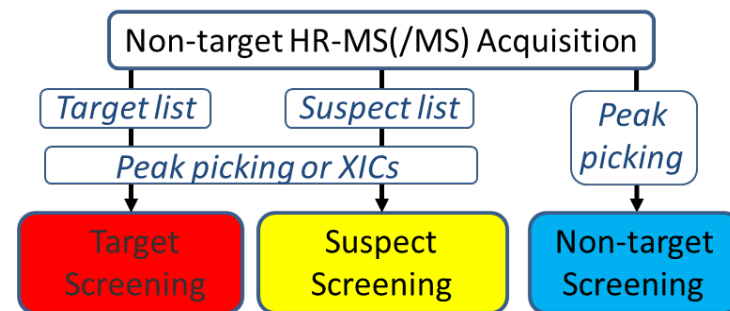 Non-target HR-MS(/MS) Acquisition
Target list
Suspect list
Peak
picking
Peak picking or XICs
Target
Screening
Suspect
Screening
Non-target
Screening